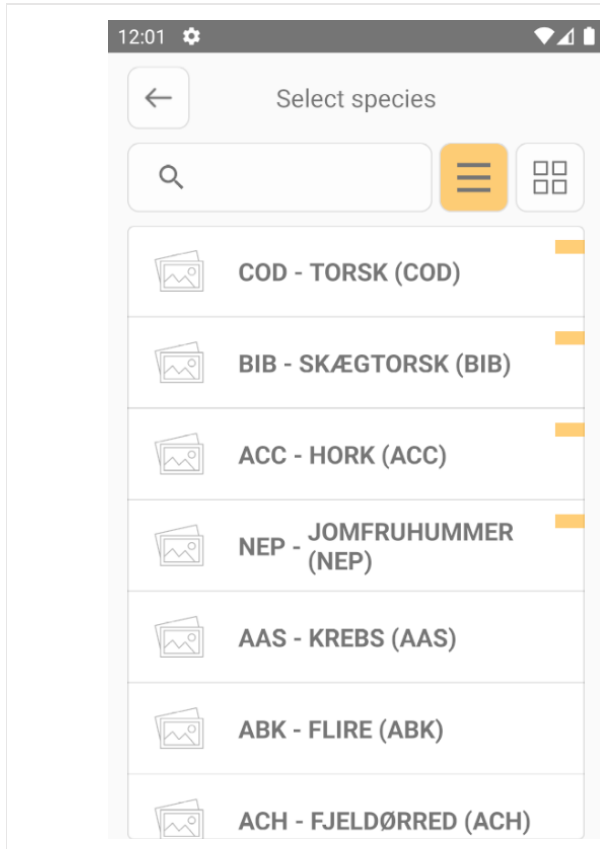 12:01
Select species
COD - TORSK (COD)
BIB - SKÆGTORSK (BIB)
ACC - HORK (ACC)
NEP - JOMFRUHUMMER
(NEP)
AAS - KREBS (AAS)
ABK - FLIRE (ABK)
ACH - FJELDØRRED (ACH)